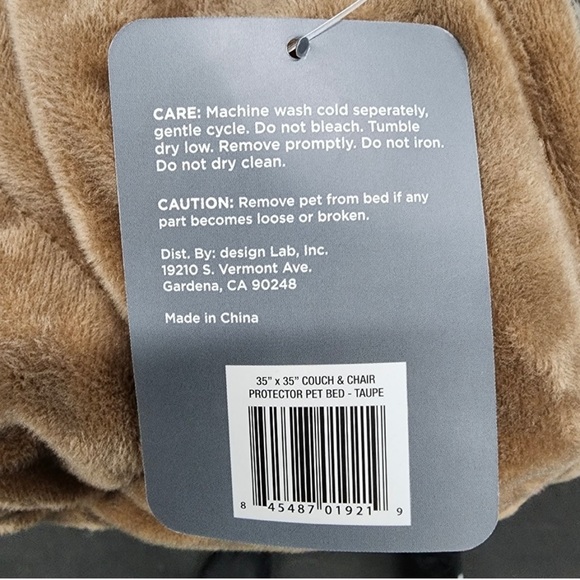 CARE: Machine wash cold seperately,
gentle cycle. Do not bleach. Tumble
dry low. Remove promptly. Do not iron.
Do not dry clean.
CAUTION: Remove pet from bed if any
part becomes loose or broken.
Dist. By: design Lab, Inc.
19210 S. Vermont Ave.
Gardena, CA 90248
Made in China
35" x 35" COUCH & CHAIR
PROTECTOR PET BED - TAUPE
8 45487 01921 9